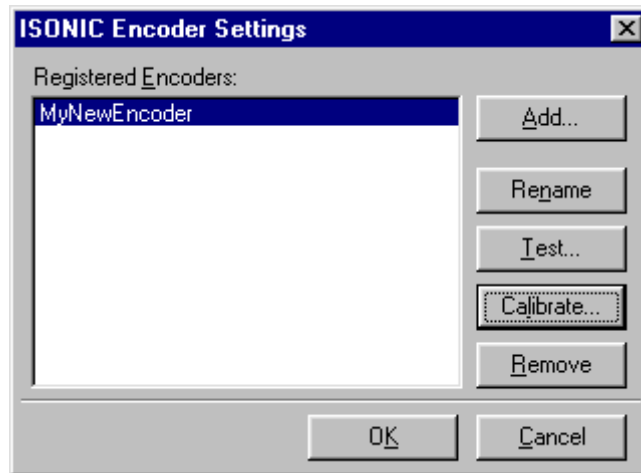 ISONIC Encoder Settings
Registered Encoders:
MyNewEncoder
Add...
Rename
Test...
Calibrate...
Remove
OK
Cancel